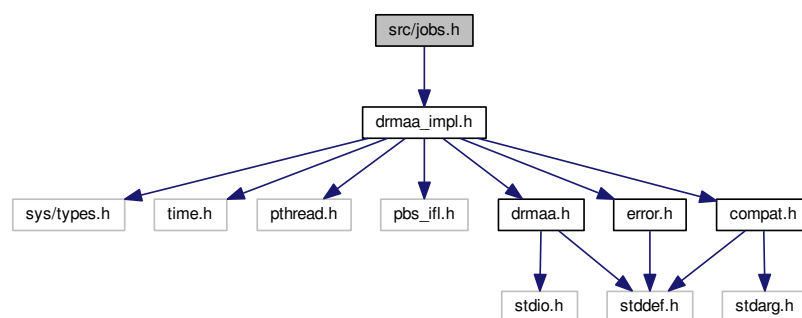 src/jobs.h
drmaa_impl.h
sys/types.h
time.h
pthread.h
pbs_ifl.h
drmaa.h
error.h
compat.h
stdio.h
stddef.h
stdarg.h